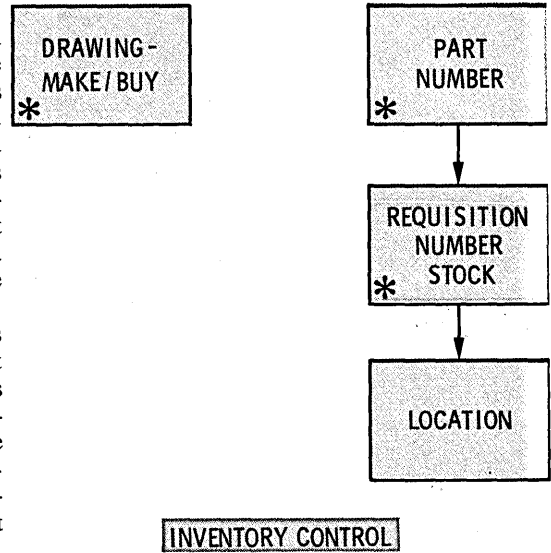 DRAWING-
MAKE/BUY
*
PART
NUMBER
*
REQUISITION
NUMBER
STOCK
*
LOCATION
INVENTORY CONTROL